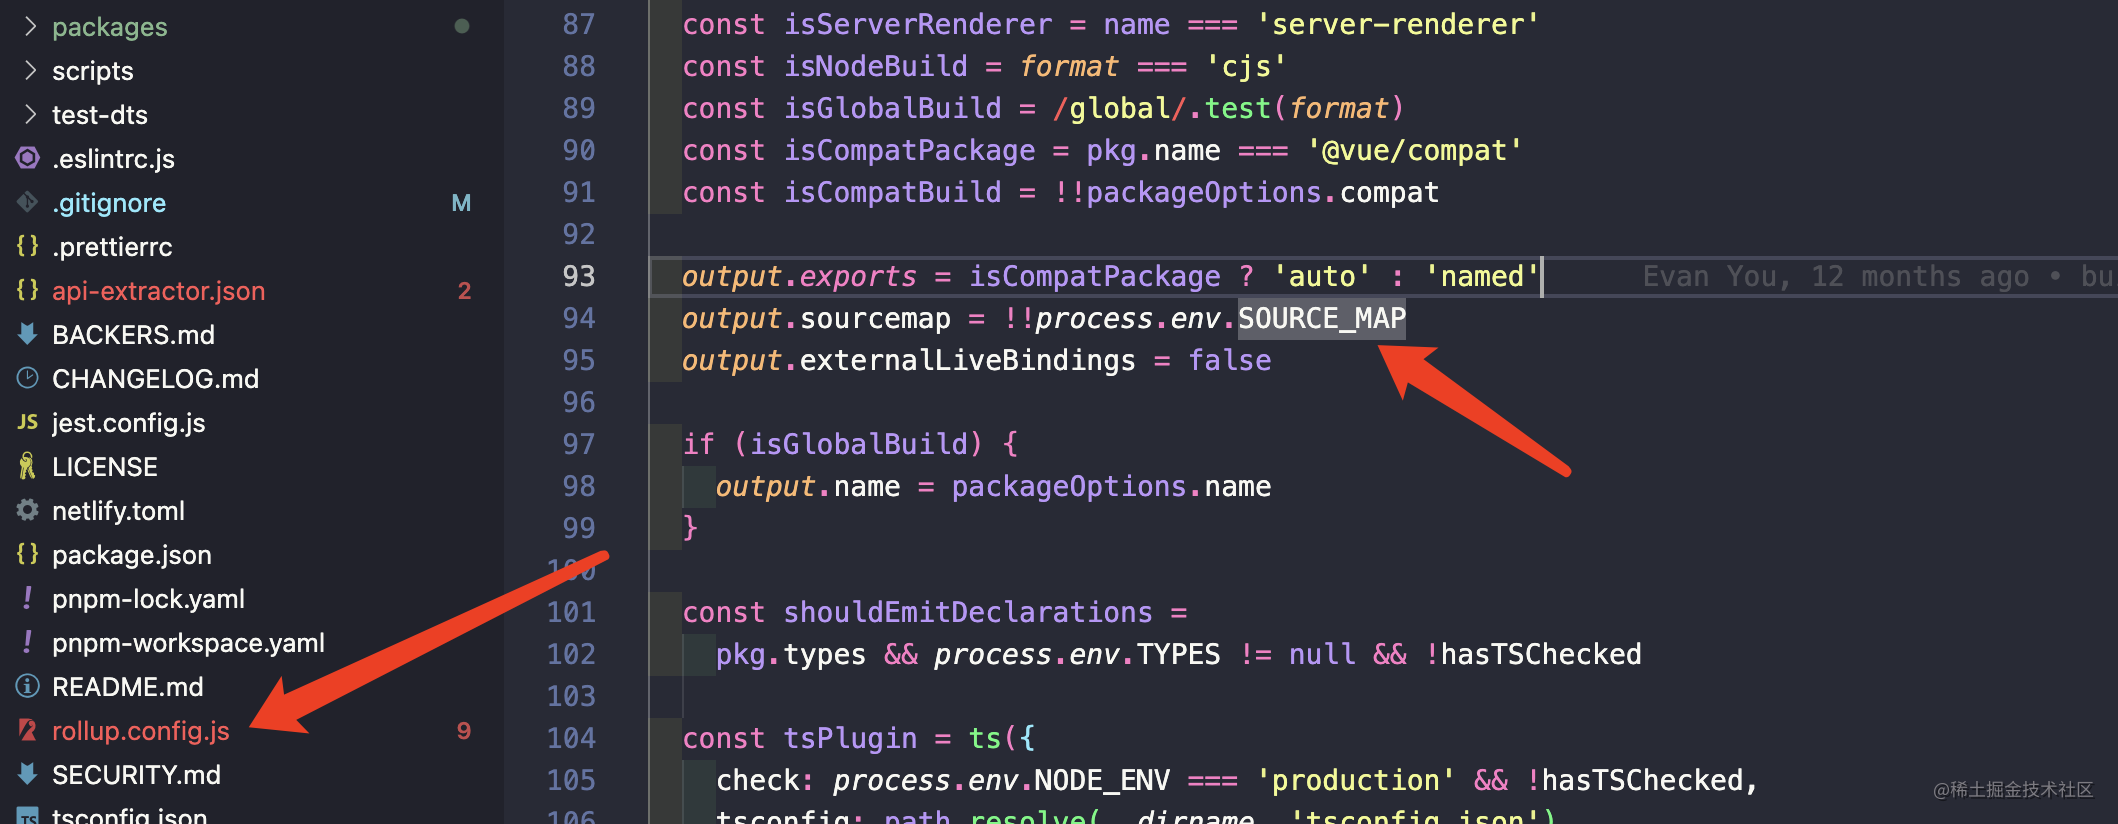 packages
scripts
test-dts
.eslintrc.js
.gitignore M
.prettierrc
api-extractor.json 2
BACKERS.md
CHANGELOG.md
JS jest.config.js
LICENSE
netlify.toml
package.json
pnpm-lock.yaml
pnpm-workspace.yaml
README.md
rollup.config.js 9
SECURITY.md
TS tsconfig.json
87 const isServerRenderer = name === 'server-renderer'
88 const isNodeBuild = format === 'cjs'
89 const isGlobalBuild = /global/.test(format)
90 const isCompatPackage = pkg.name === '@vue/compat'
91 const isCompatBuild = !!packageOptions.compat
92
93 output.exports = isCompatPackage ? 'auto' : 'named' Evan You, 12 months ago • bu
94 output.sourcemap = !!process.env.SOURCE_MAP
95 output.externalLiveBindings = false
96
97 if (isGlobalBuild) {
98 output.name = packageOptions.name
99 }
100
101 const shouldEmitDeclarations =
102 pkg.types && process.env.TYPES != null && !hasTSChecked
103
104 const tsPlugin = ts({
105 check: process.env.NODE_ENV === 'production' && !hasTSChecked,
106 tsconfig: path.resolve(__dirname, 'tsconfig.json'),
@稀土掘金技术社区